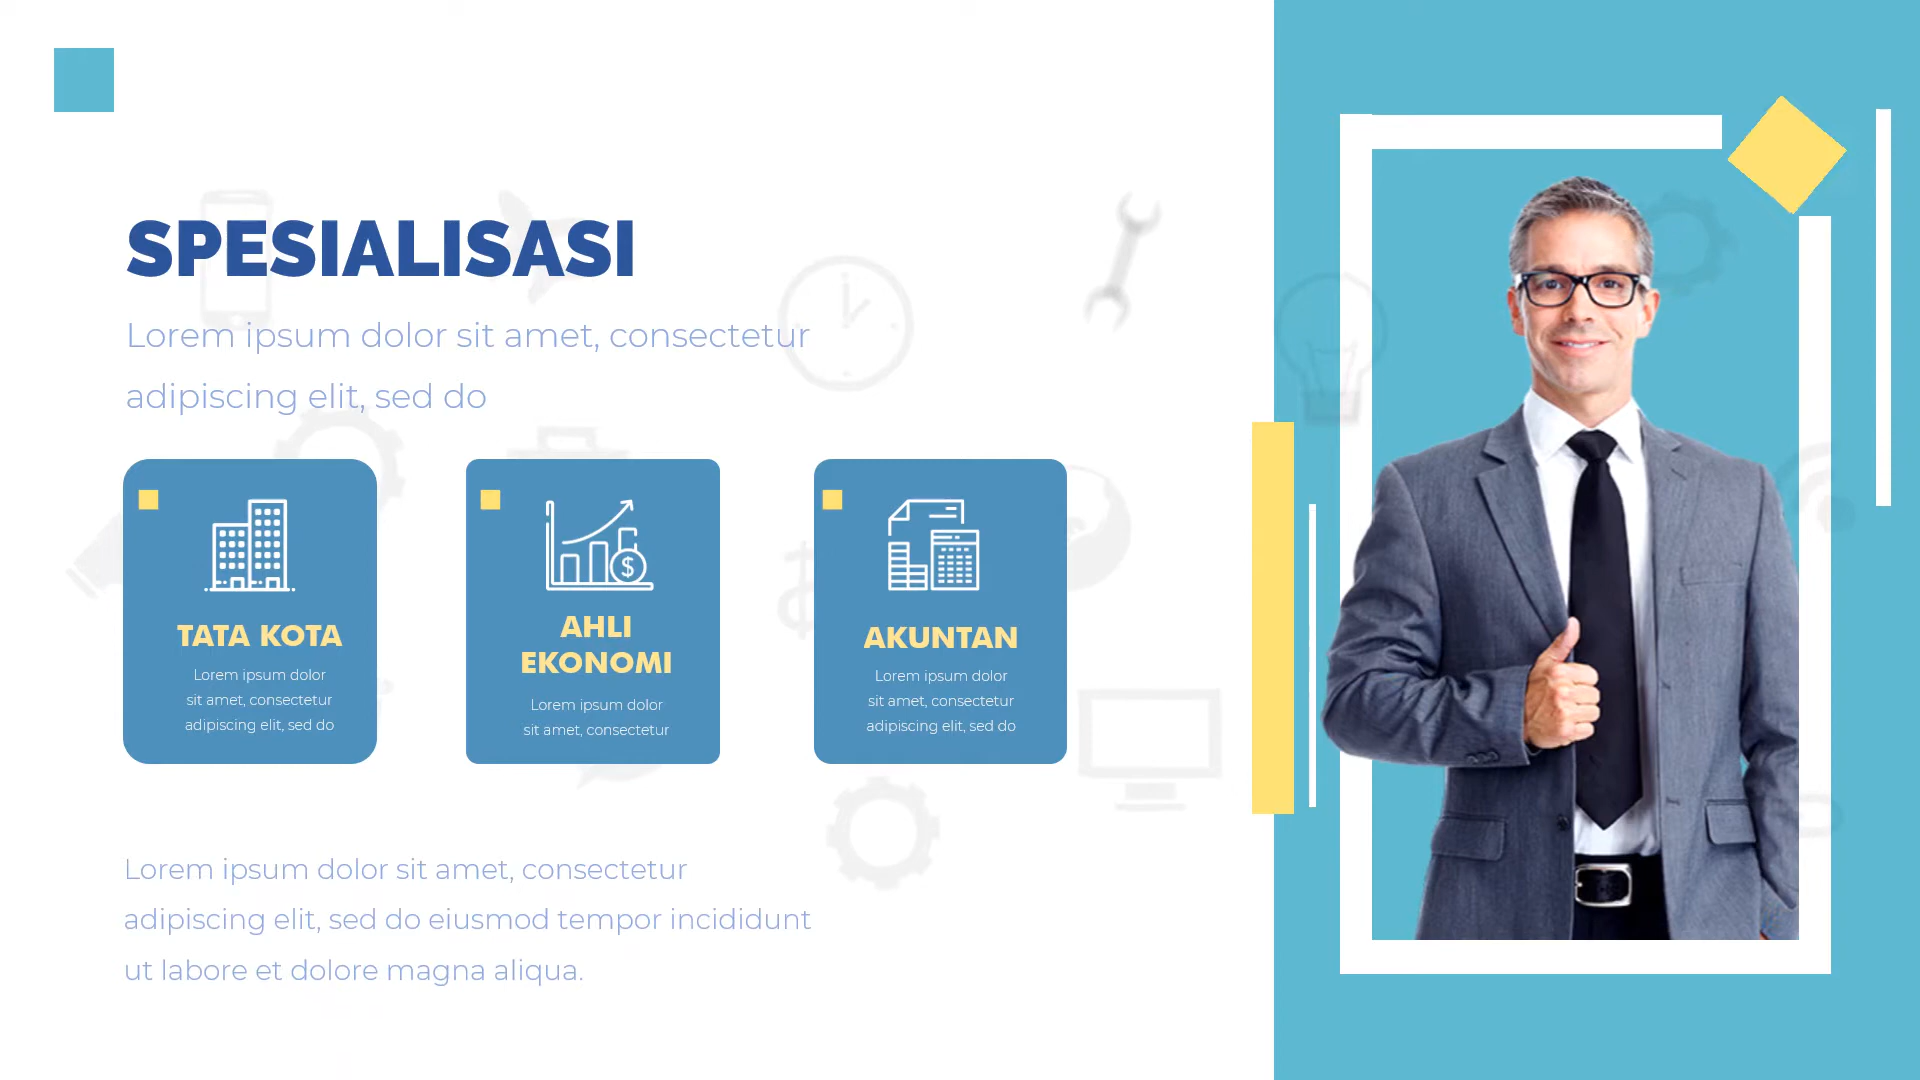 SPESIALISASI
Lorem ipsum dolor sit amet, consectetur
adipiscing elit, sed do
TATA KOTA
Lorem ipsum dolor
sit amet, consectetur
adipiscing elit, sed do
AHLI
EKONOMI
Lorem ipsum dolor
sit amet, consectetur
AKUNTAN
Lorem ipsum dolor
sit amet, consectetur
adipiscing elit, sed do
Lorem ipsum dolor sit amet, consectetur
adipiscing elit, sed do eiusmod tempor incididunt
ut labore et dolore magna aliqua.